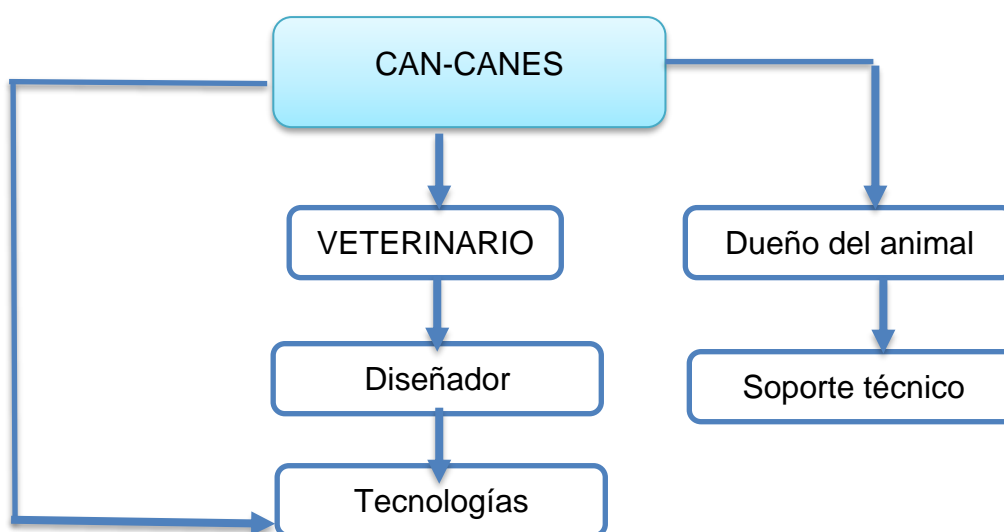 CAN-CANES
VETERINARIO
Dueño del animal
Diseñador
Soporte técnico
Tecnologías